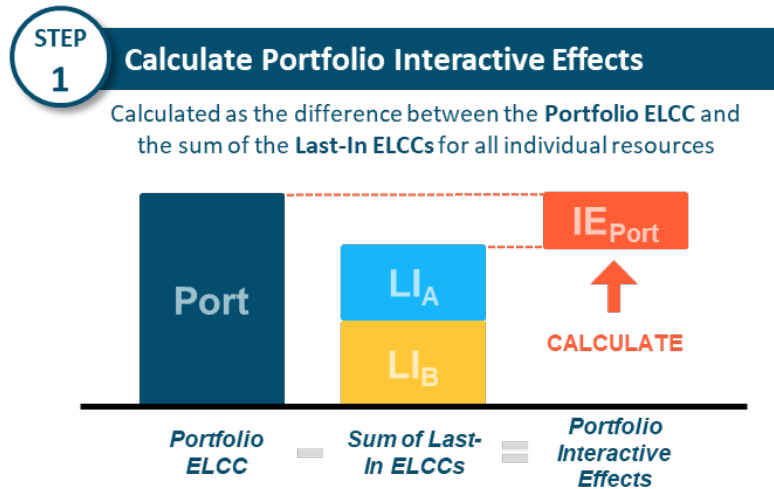 STEP
1
Calculate Portfolio Interactive Effects
Calculated as the difference between the Portfolio ELCC and
the sum of the Last-In ELCCs for all individual resources
Port
LIA
LIB
IEPort
CALCULATE
Portfolio
ELCC
Sum of Last-
In ELCCs
Portfolio
Interactive
Effects